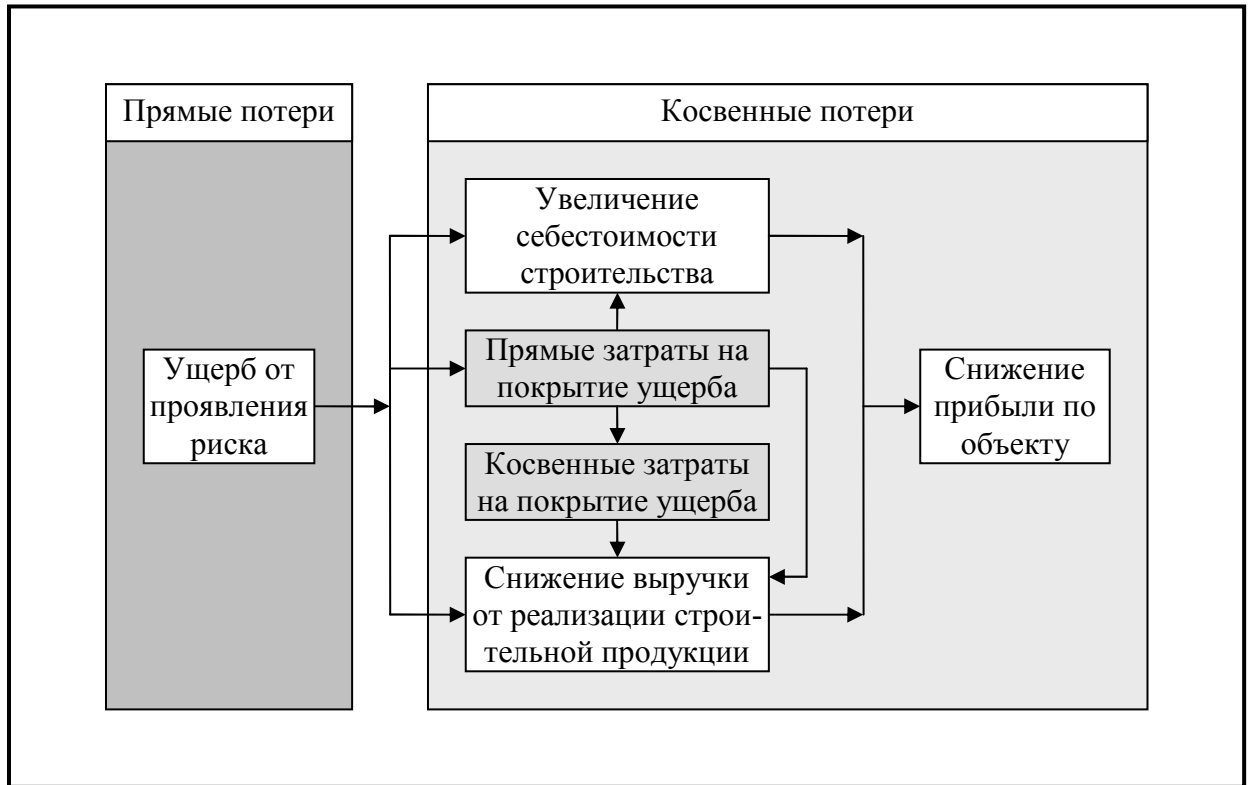 Прямые потери
Косвенные потери
Ущерб от
проявления
риска
Увеличение
себестоимости
строительства
Прямые затраты на
покрытие ущерба
Косвенные затраты
на покрытие ущерба
Снижение выручки
от реализации строи-
тельной продукции
Снижение
прибыли по
объекту